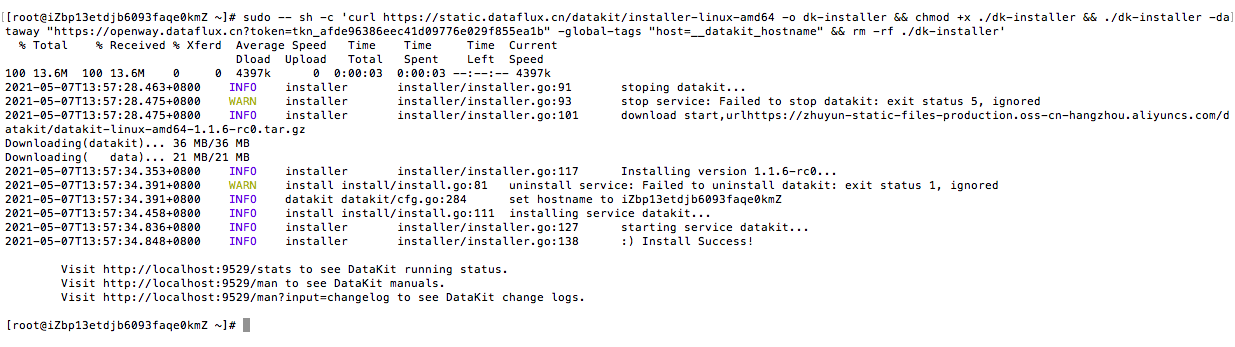 [root@iZbp13etdjb6093faqe0kmZ ~]# sudo -- sh -c 'curl https://static.dataflux.cn/datakit/installer-linux-amd64 -o dk-installer && chmod +x ./dk-installer && ./dk-installer -da
taway "https://openway.dataflux.cn?token=tkn_afde96386eec41d09776e029f855ea1b" -global-tags "host=__datakit_hostname" && rm -rf ./dk-installer'
% Total % Received % Xferd Average Speed Time Time Time Current
Dload Upload Total Spent Left Speed
100 13.6M 100 13.6M 0 0 4397k 0 0:00:03 0:00:03 --:--:-- 4397k
2021-05-07T13:57:28.463+0800 INFO installer installer/installer.go:91 stoping datakit...
2021-05-07T13:57:28.475+0800 WARN installer installer/installer.go:93 stop service: Failed to stop datakit: exit status 5, ignored
2021-05-07T13:57:28.475+0800 INFO installer installer/installer.go:101 download start,urlhttps://zhuyun-static-files-production.oss-cn-hangzhou.aliyuncs.com/d
atakit/datakit-linux-amd64-1.1.6-rc0.tar.gz
Downloading(datakit)... 36 MB/36 MB
Downloading( data)... 21 MB/21 MB
2021-05-07T13:57:34.353+0800 INFO installer installer/installer.go:117 Installing version 1.1.6-rc0...
2021-05-07T13:57:34.391+0800 WARN install install/install.go:81 uninstall service: Failed to uninstall datakit: exit status 1, ignored
2021-05-07T13:57:34.391+0800 INFO datakit datakit/cfg.go:284 set hostname to iZbp13etdjb6093faqe0kmZ
2021-05-07T13:57:34.458+0800 INFO install install/install.go:111 installing service datakit...
2021-05-07T13:57:34.836+0800 INFO installer installer/installer.go:127 starting service datakit...
2021-05-07T13:57:34.848+0800 INFO installer installer/installer.go:138 :) Install Success!
Visit http://localhost:9529/stats to see DataKit running status.
Visit http://localhost:9529/man to see DataKit manuals.
Visit http://localhost:9529/man?input=changelog to see DataKit change logs.
[root@iZbp13etdjb6093faqe0kmZ ~]#